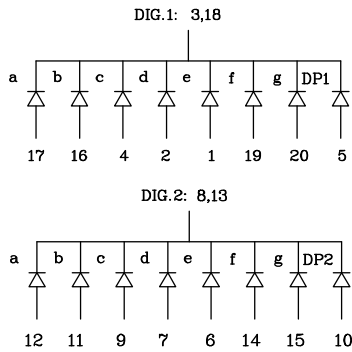 DIG.1: 3,18
a b c d e f g DP1
17 16 4 2 1 19 20 5
DIG.2: 8,13
a b c d e f g DP2
12 11 9 7 6 14 15 10